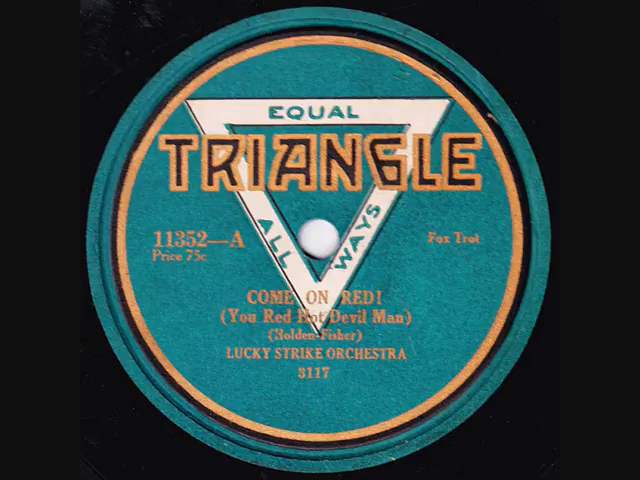 EQUAL
TRIANGLE
ALL WAYS
11352—A Fox Trot
Price 75c
COME ON RED!
(You Red Hot Devil Man)
(Holden-Fisher)
LUCKY STRIKE ORCHESTRA
3117